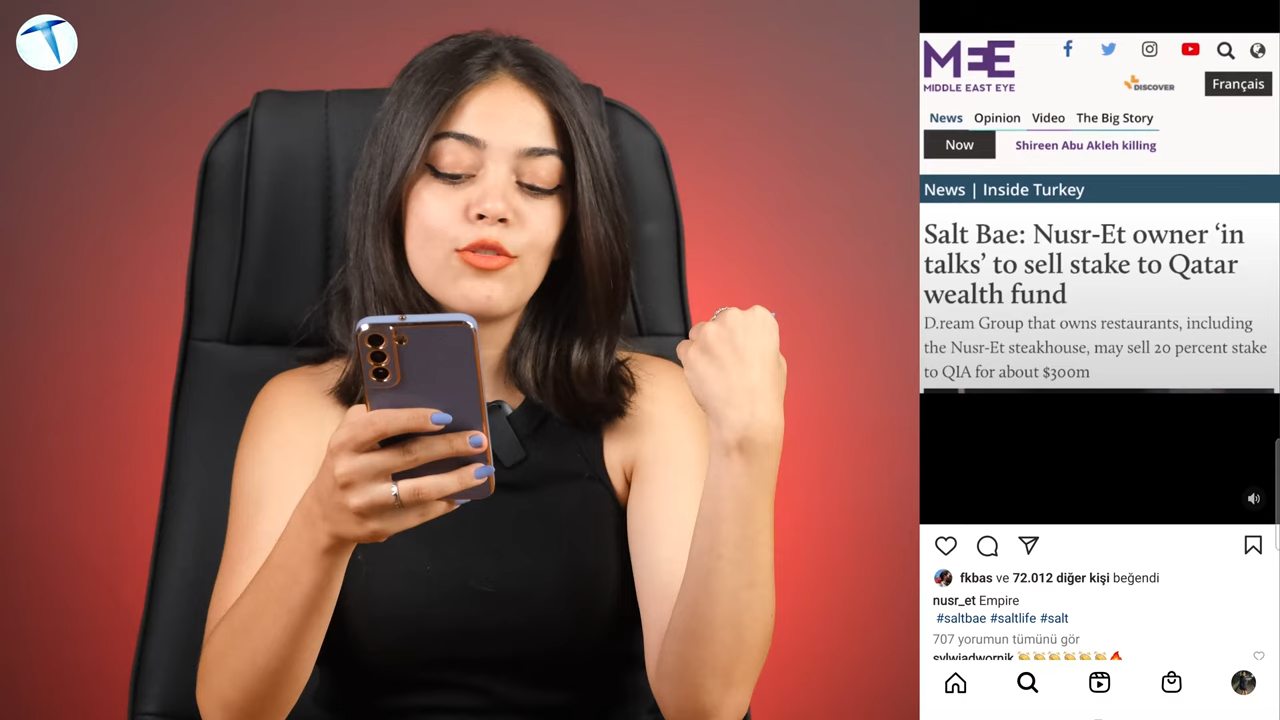 MEE
MIDDLE EAST EYE
DISCOVER
Français
News Opinion Video The Big Story
Now Shireen Abu Akleh killing
News | Inside Turkey
Salt Bae: Nusr-Et owner ‘in
talks’ to sell stake to Qatar
wealth fund
D.ream Group that owns restaurants, including
the Nusr-Et steakhouse, may sell 20 percent stake
to QIA for about $300m
fkbas ve 72.012 diğer kişi beğendi
nusr_et Empire
#saltbae #saltlife #salt
707 yorumun tümünü gör
sylwiadwornik